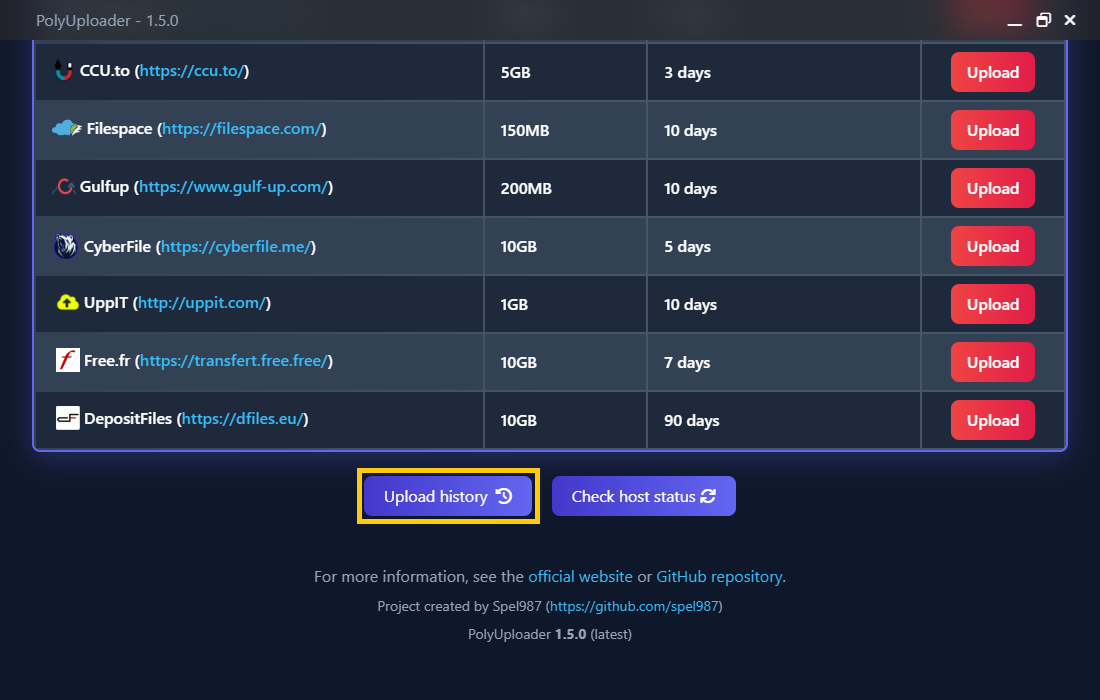 PolyUploader - 1.5.0
CCU.to (https://ccu.to/) 5GB 3 days Upload
Filespace (https://filespace.com/) 150MB 10 days Upload
Gulfup (https://www.gulf-up.com/) 200MB 10 days Upload
CyberFile (https://cyberfile.me/) 10GB 5 days Upload
UppIT (http://uppit.com/) 1GB 10 days Upload
Free.fr (https://transfert.free.free/) 10GB 7 days Upload
DepositFiles (https://dfiles.eu/) 10GB 90 days Upload
Upload history Check host status
For more information, see the official website or GitHub repository.
Project created by Spel987 (https://github.com/spel987)
PolyUploader 1.5.0 (latest)